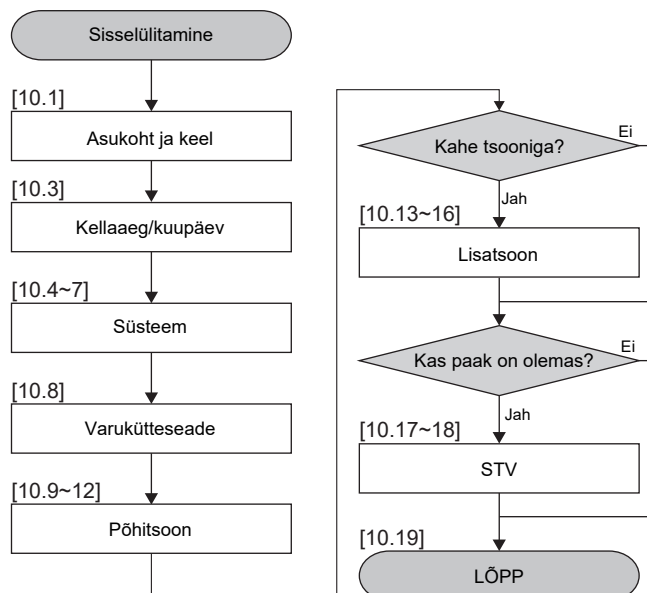 Sisselülitamine
[10.1]
Asukoht ja keel
[10.3]
Kellaaeg/kuupäev
[10.4~7]
Süsteem
[10.8]
Varukütteseade
[10.9~12]
Põhitsoon
Kahe tsooniga?
Ei
Jah
[10.13~16]
Lisatsoon
Kas paak on olemas?
Ei
Jah
[10.17~18]
STV
[10.19]
LÕPP